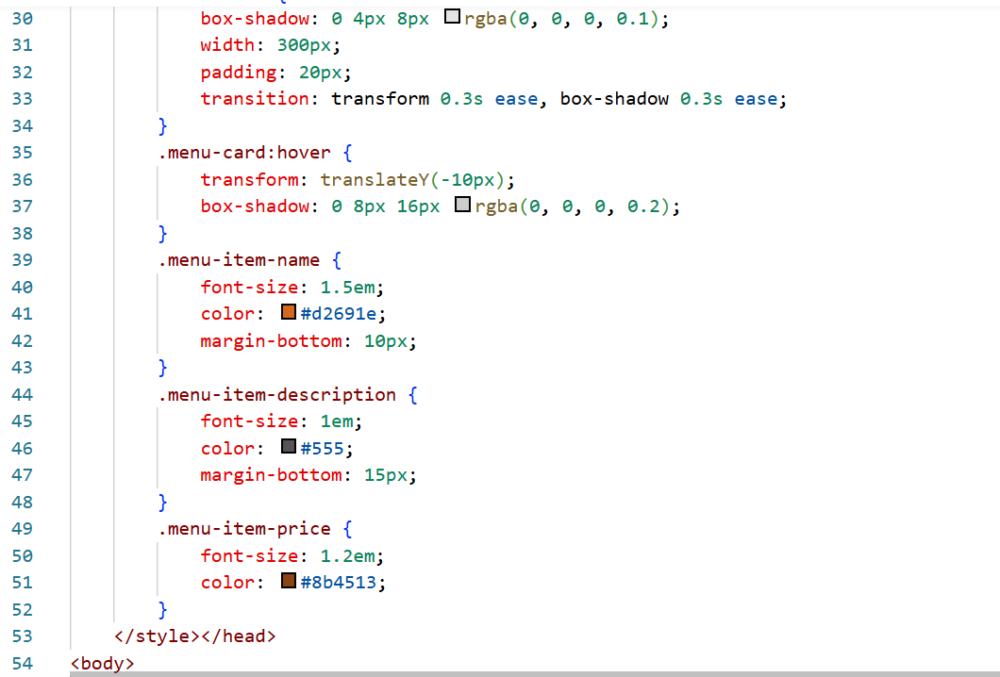 30 box-shadow: 0 4px 8px rgba(0, 0, 0, 0.1);
31 width: 300px;
32 padding: 20px;
33 transition: transform 0.3s ease, box-shadow 0.3s ease;
34 }
35 .menu-card:hover {
36 transform: translateY(-10px);
37 box-shadow: 0 8px 16px rgba(0, 0, 0, 0.2);
38 }
39 .menu-item-name {
40 font-size: 1.5em;
41 color: #d2691e;
42 margin-bottom: 10px;
43 }
44 .menu-item-description {
45 font-size: 1em;
46 color: #555;
47 margin-bottom: 15px;
48 }
49 .menu-item-price {
50 font-size: 1.2em;
51 color: #8b4513;
52 }
53 </style></head>
54 <body>